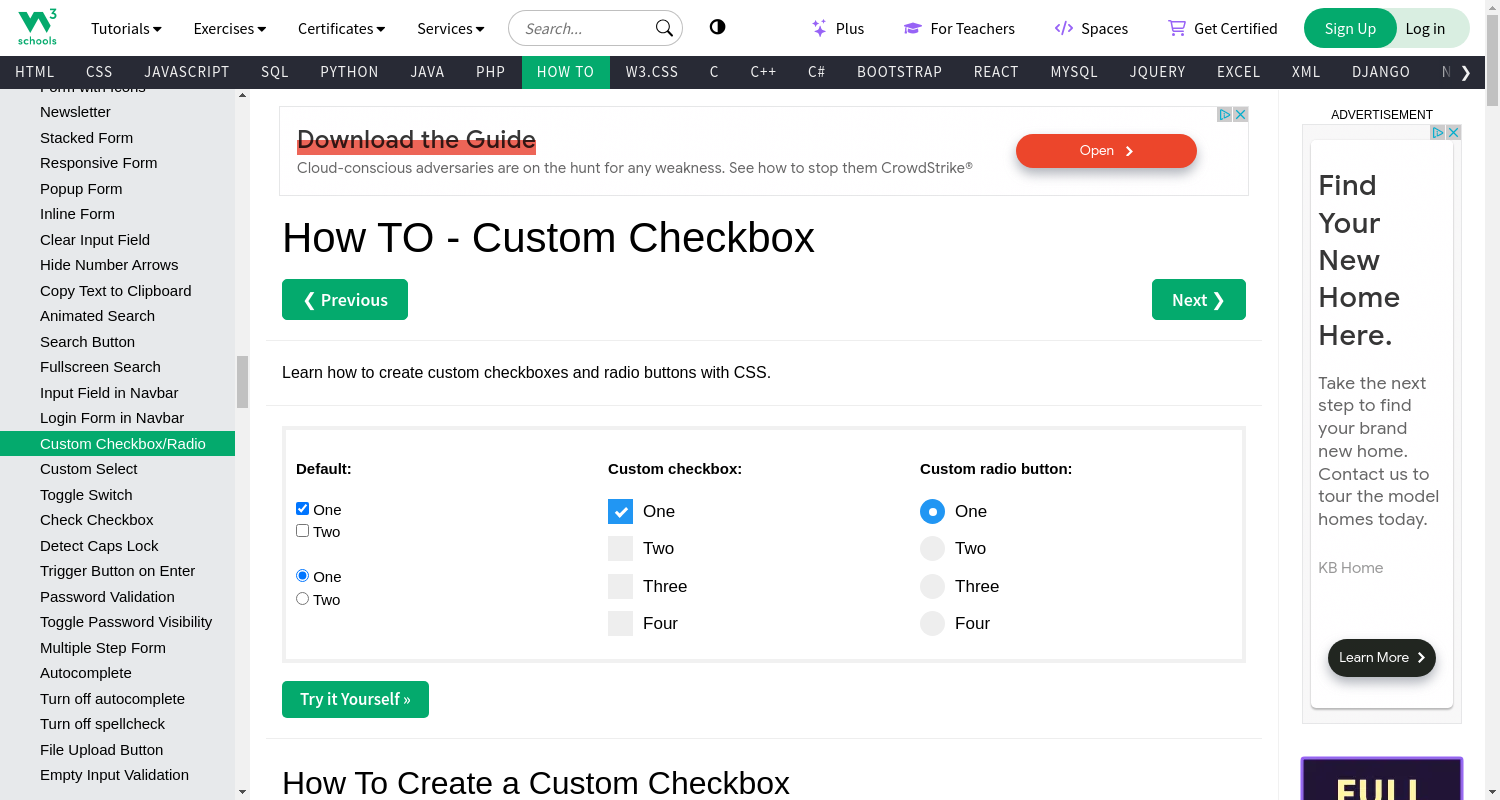 3
schools
Tutorials
Exercises
Certificates
Services
Search...
Plus
For Teachers
Spaces
Get Certified
Sign Up
Log in
HTML
CSS
JAVASCRIPT
SQL
PYTHON
JAVA
PHP
HOW TO
W3.CSS
C
C++
C#
BOOTSTRAP
REACT
MYSQL
JQUERY
EXCEL
XML
DJANGO
N
❯
Form with Icons
Newsletter
Stacked Form
Responsive Form
Popup Form
Inline Form
Clear Input Field
Hide Number Arrows
Copy Text to Clipboard
Animated Search
Search Button
Fullscreen Search
Input Field in Navbar
Login Form in Navbar
Custom Checkbox/Radio
Custom Select
Toggle Switch
Check Checkbox
Detect Caps Lock
Trigger Button on Enter
Password Validation
Toggle Password Visibility
Multiple Step Form
Autocomplete
Turn off autocomplete
Turn off spellcheck
File Upload Button
Empty Input Validation
Download the Guide
Cloud-conscious adversaries are on the hunt for any weakness. See how to stop them CrowdStrike®
Open
How TO - Custom Checkbox
❮ Previous
Next ❯
Learn how to create custom checkboxes and radio buttons with CSS.
Default:
One
Two
One
Two
Custom checkbox:
One
Two
Three
Four
Custom radio button:
One
Two
Three
Four
Try it Yourself »
How To Create a Custom Checkbox
ADVERTISEMENT
Find
Your
New
Home
Here.
Take the next
step to find
your brand
new home.
Contact us to
tour the model
homes today.
KB Home
Learn More
FULL